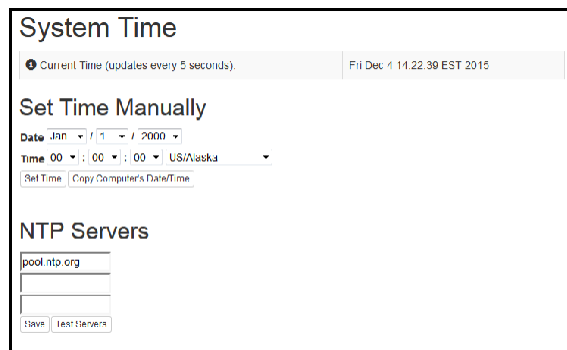 System Time
Current Time (updates every 5 seconds): Fri Dec 4 14:22:39 EST 2015
Set Time Manually
Date Jan / 1 / 2000
Time 00 : 00 : 00 US/Alaska
Set Time Copy Computer's Date/Time
NTP Servers
pool.ntp.org
Save Test Servers